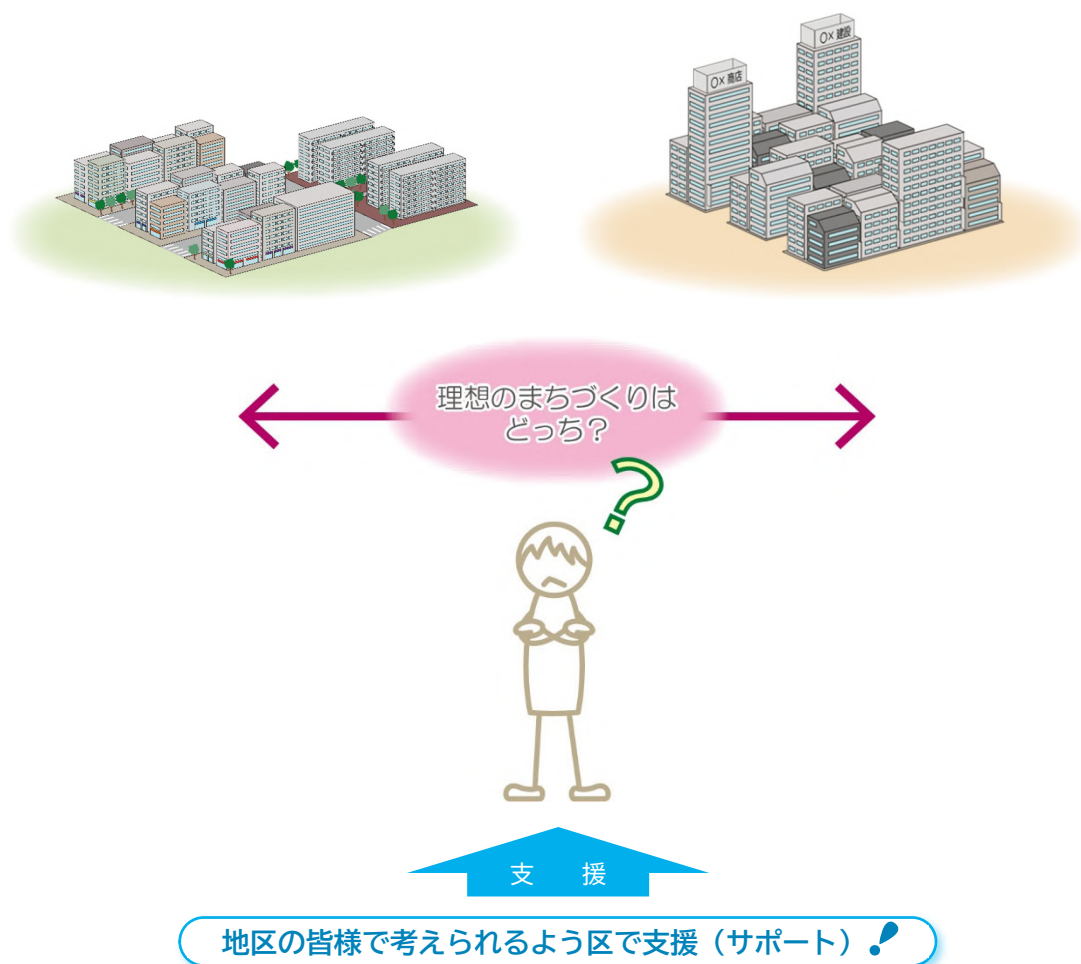 ○×商店
○×建設
理想のまちづくりは
どっち？
?
支　援
地区の皆様で考えられるよう区で支援（サポート）！